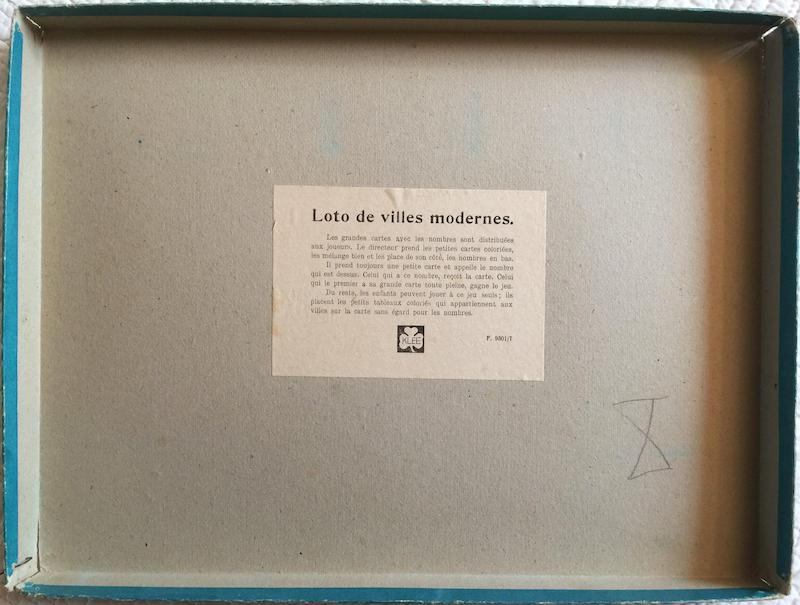 Loto de villes modernes.
Les grandes cartes avec les nombres sont distribuées
aux joueurs. Le directeur prend les petites cartes coloriées,
les mélange bien et les place de son côté, les nombres en bas.
Il prend toujours une petite carte et appelle le nombre
qui est dessus. Celui qui a ce nombre, reçoit la carte. Celui
qui le premier a sa grande carte toute pleine, gagne le jeu.
Du reste, les enfants peuvent jouer à ce jeu seuls; ils
placent les petits tableaux coloriés qui appartiennent aux
villes sur la carte sans égard pour les nombres.
KLEE
F. 9801/7